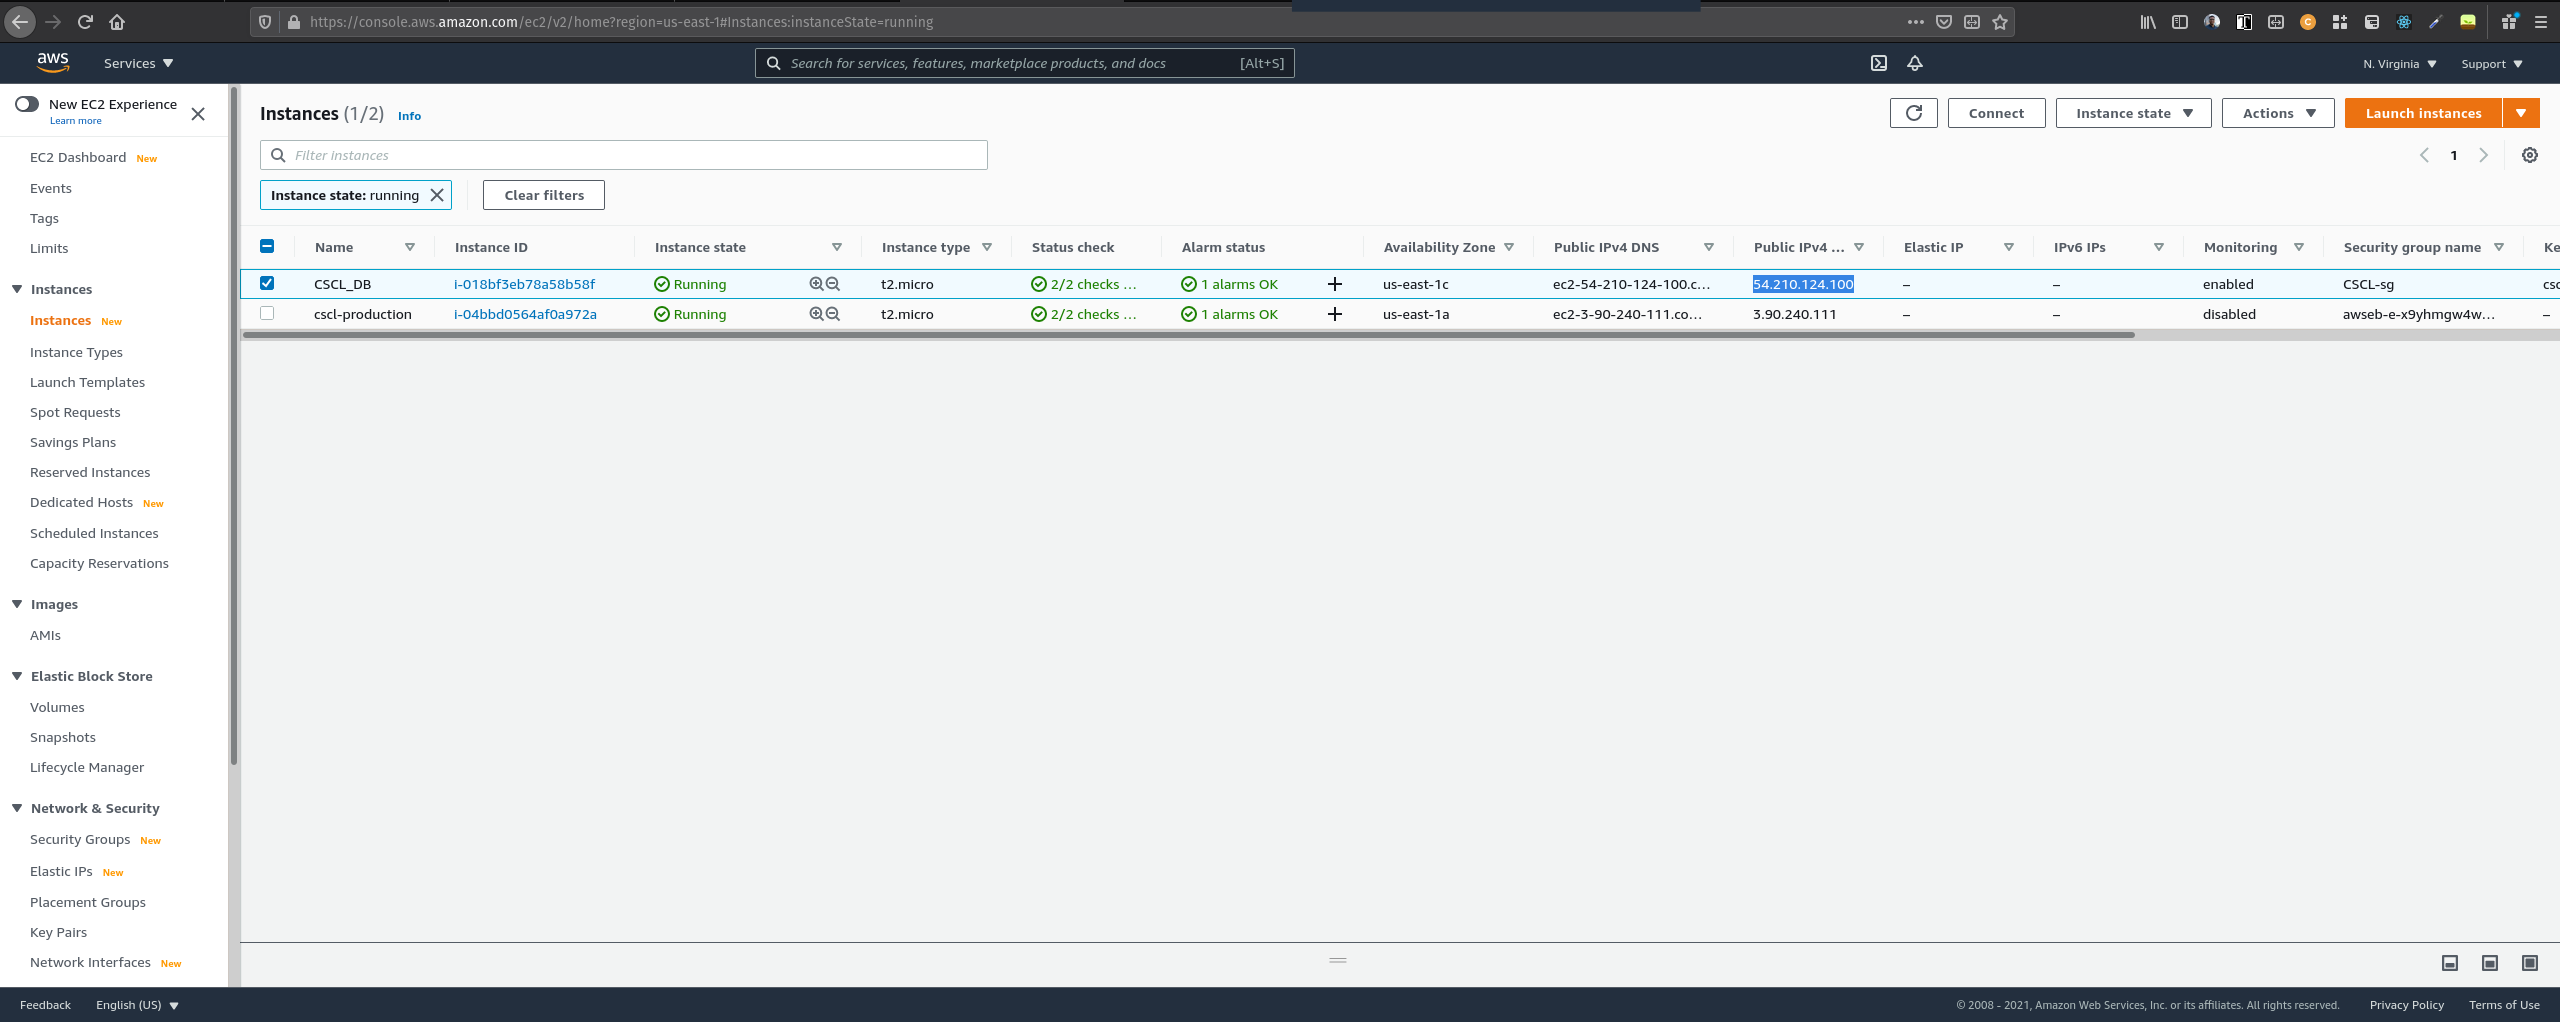 https://console.aws.amazon.com/ec2/v2/home?region=us-east-1#Instances:instanceState=running
aws Services Search for services, features, marketplace products, and docs [Alt+S] N. Virginia Support
New EC2 Experience
Learn more
EC2 Dashboard New
Events
Tags
Limits
Instances
Instances New
Instance Types
Launch Templates
Spot Requests
Savings Plans
Reserved Instances
Dedicated Hosts New
Scheduled Instances
Capacity Reservations
Images
AMIs
Elastic Block Store
Volumes
Snapshots
Lifecycle Manager
Network & Security
Security Groups New
Elastic IPs New
Placement Groups
Key Pairs
Network Interfaces New
Instances (1/2) Info Connect Instance state Actions Launch instances
Filter instances 1
Instance state: running Clear filters
Name Instance ID Instance state Instance type Status check Alarm status Availability Zone Public IPv4 DNS Public IPv4 ... Elastic IP IPv6 IPs Monitoring Security group name Ke
CSCL_DB i-018bf3eb78a58b58f Running t2.micro 2/2 checks ... 1 alarms OK + us-east-1c ec2-54-210-124-100.c... 54.210.124.100 – – enabled CSCL-sg csc
cscl-production i-04bbd0564af0a972a Running t2.micro 2/2 checks ... 1 alarms OK + us-east-1a ec2-3-90-240-111.co... 3.90.240.111 – – disabled awseb-e-x9yhmgw4w... –
Feedback English (US) © 2008 - 2021, Amazon Web Services, Inc. or its affiliates. All rights reserved. Privacy Policy Terms of Use